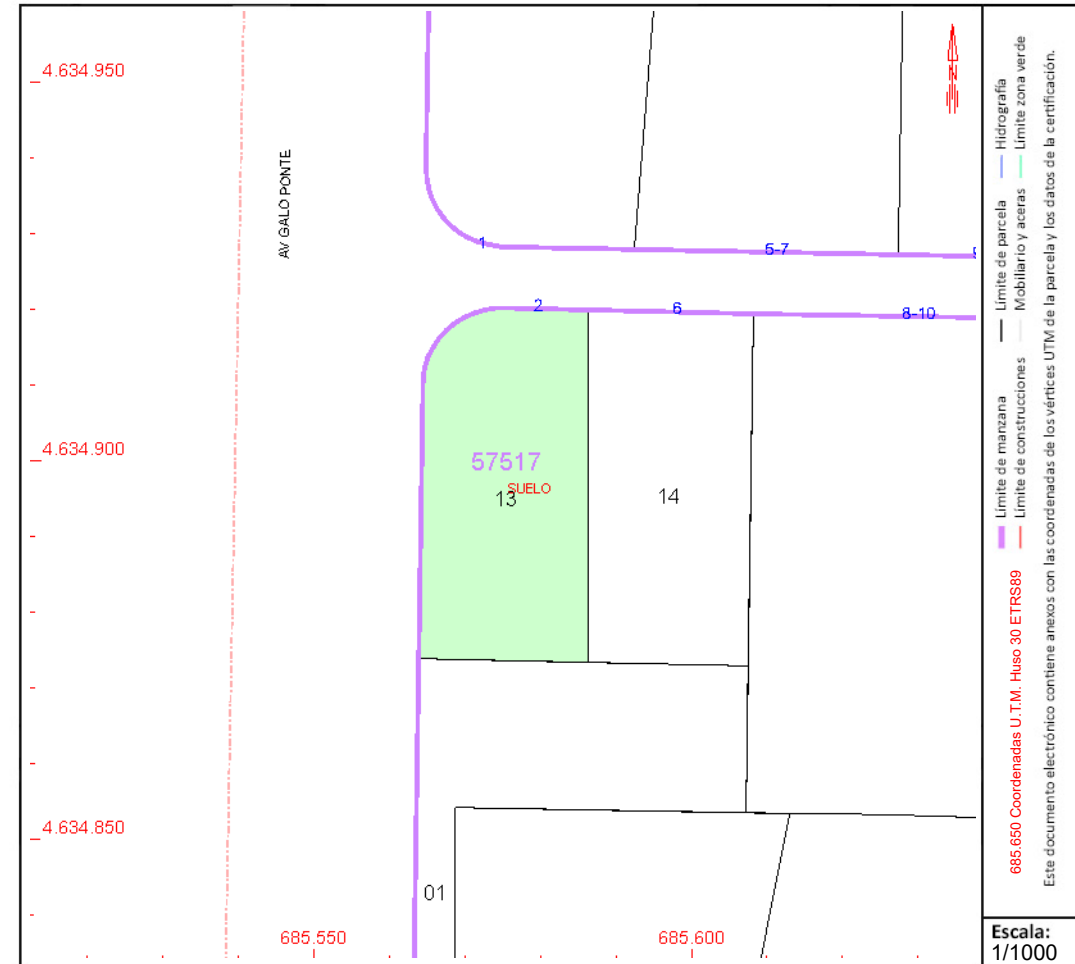 4.634.950
AV GALO PONTE
1
5-7
2
6
8-10
4.634.900
57517
SUELO
13
14
4.634.850
01
685.550
685.600
N
Límite de manzana
Límite de parcela
Hidrografía
Límite de construcciones
Mobiliario y aceras
Límite zona verde
685.650 Coordenadas U.T.M. Huso 30 ETRS89
Este documento electrónico contiene anexos con las coordenadas de los vértices UTM de la parcela y los datos de la certificación.
Escala:
1/1000